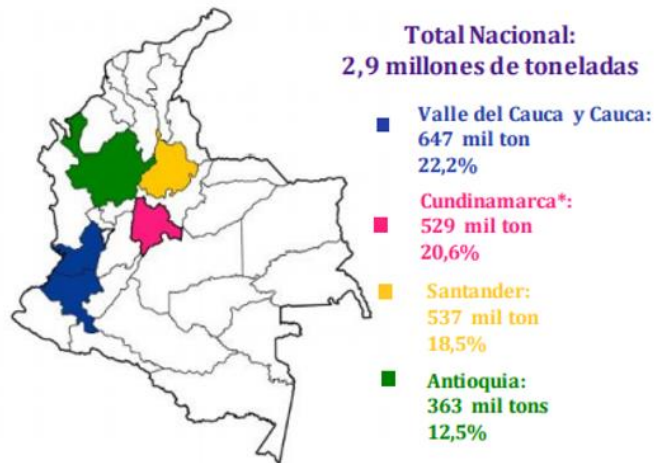 Total Nacional:
2,9 millones de toneladas
Valle del Cauca y Cauca:
647 mil ton
22,2%
Cundinamarca*:
529 mil ton
20,6%
Santander:
537 mil ton
18,5%
Antioquia:
363 mil tons
12,5%